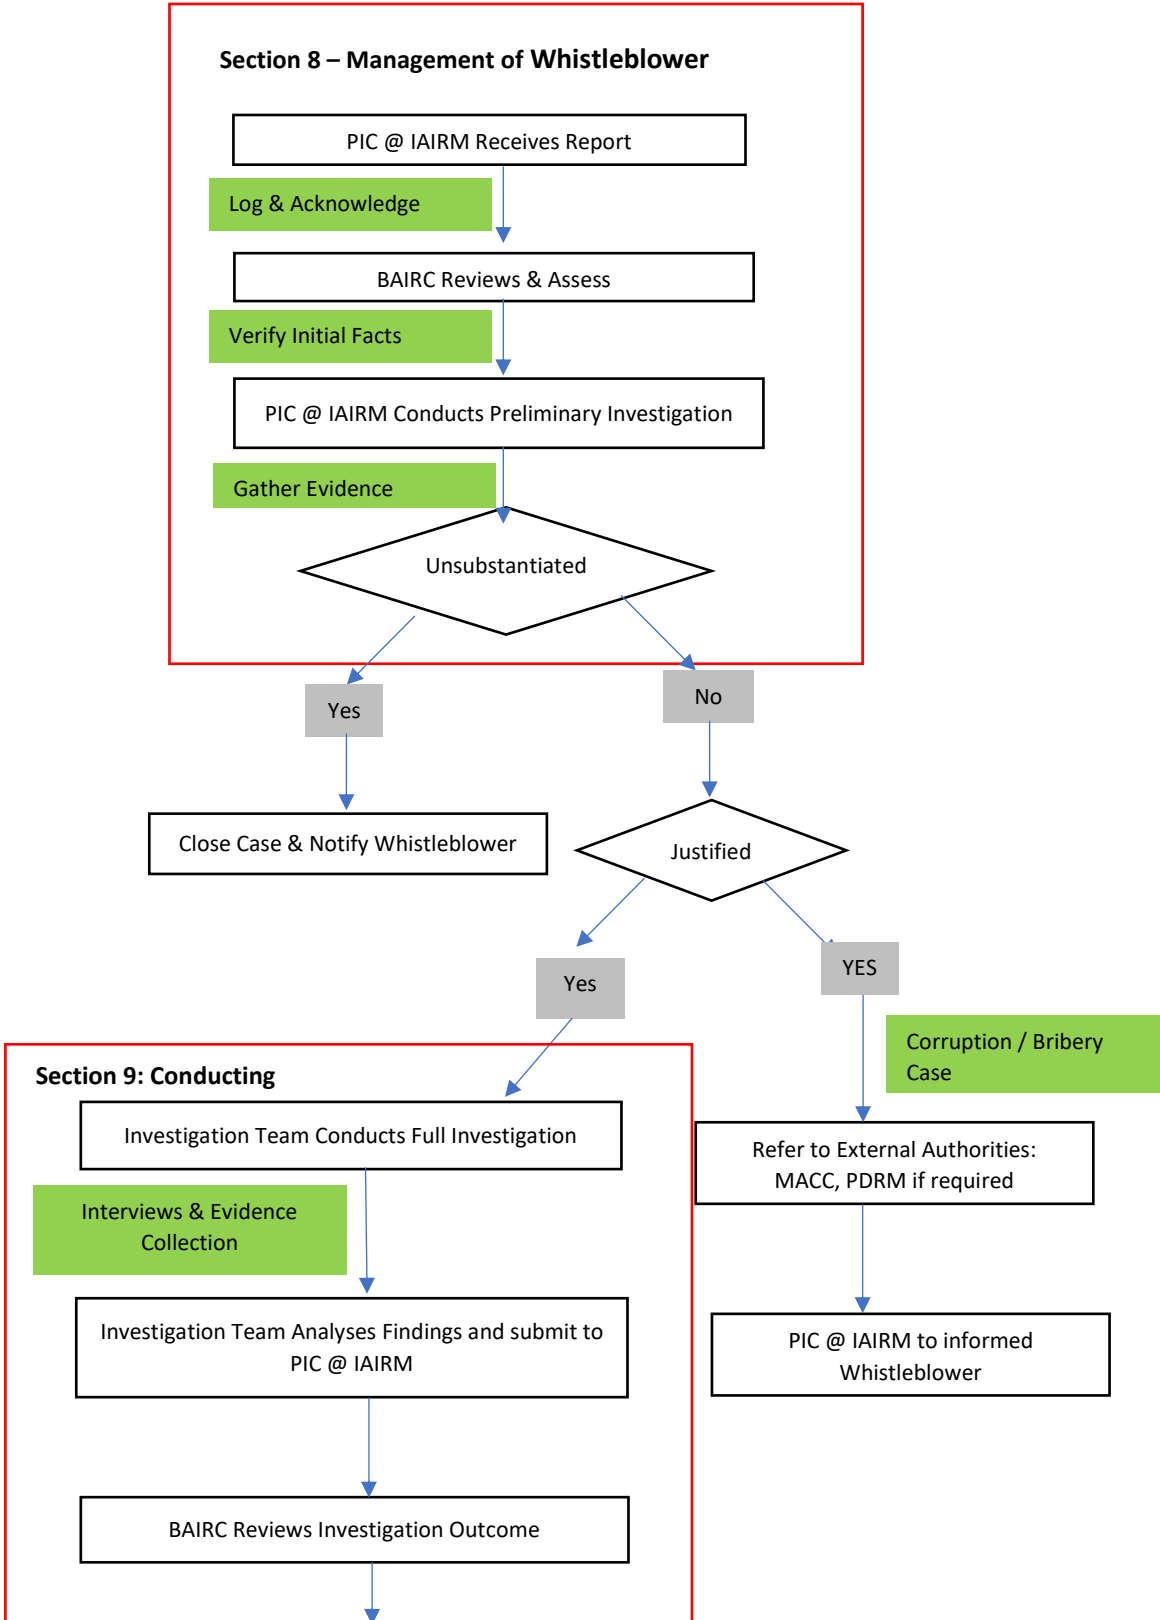 Section 8 – Management of Whistleblower
PIC @ IAIRM Receives Report
Log & Acknowledge
BAIRC Reviews & Assess
Verify Initial Facts
PIC @ IAIRM Conducts Preliminary Investigation
Gather Evidence
Unsubstantiated
Yes
No
Close Case & Notify Whistleblower
Justified
Yes
YES
Corruption / Bribery
Case
Section 9: Conducting
Investigation Team Conducts Full Investigation
Refer to External Authorities:
MACC, PDRM if required
Interviews & Evidence
Collection
Investigation Team Analyses Findings and submit to
PIC @ IAIRM
PIC @ IAIRM to informed
Whistleblower
BAIRC Reviews Investigation Outcome